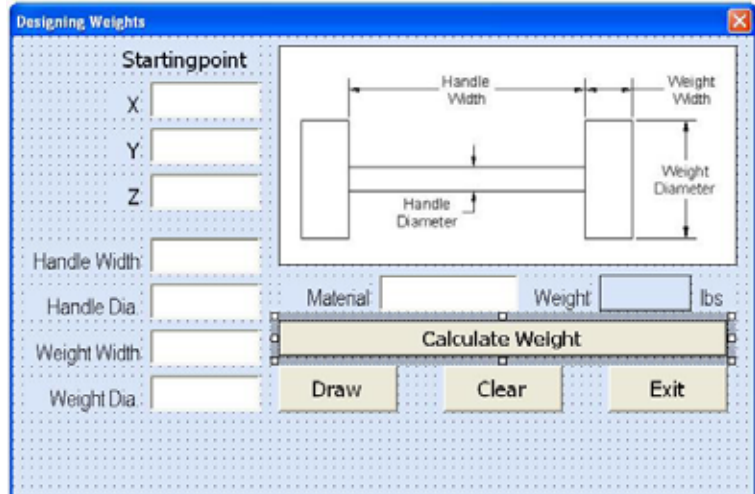 Designing Weights
Startingpoint
X
Y
Z
Handle Width
Handle Dia.
Weight Width
Weight Dia.
Handle
Width
Weight
Width
Weight
Diameter
Handle
Diameter
Material
Weight
lbs
Calculate Weight
Draw
Clear
Exit